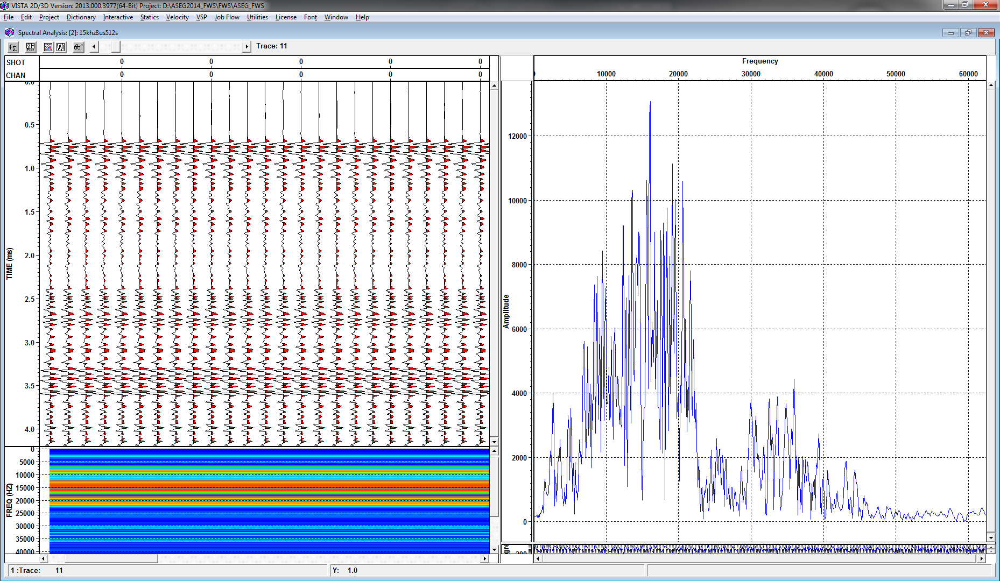 VISTA 2D/3D Version: 2013.000.3977(64-Bit) Project: D:\ASEG2014_FWS\FWS\ASEG_FWS
File Edit Project Dictionary Interactive Statics Velocity VSP Job Flow Utilities License Font Window Help
Spectral Analysis: [2]: 15khz8us512s
Trace: 11
SHOT 0 0 0 0 0
CHAN 0 0 0 0 0
0.0
0.5
1.0
1.5
2.0
2.5
3.0
3.5
4.0
TIME (ms)
0
5000
10000
15000
20000
25000
30000
35000
40000
FREQ (HZ)
Frequency
10000 20000 30000 40000 50000 60000
12000
10000
8000
6000
4000
2000
0
Amplitude
1 :Trace: 11
Y: 1.0